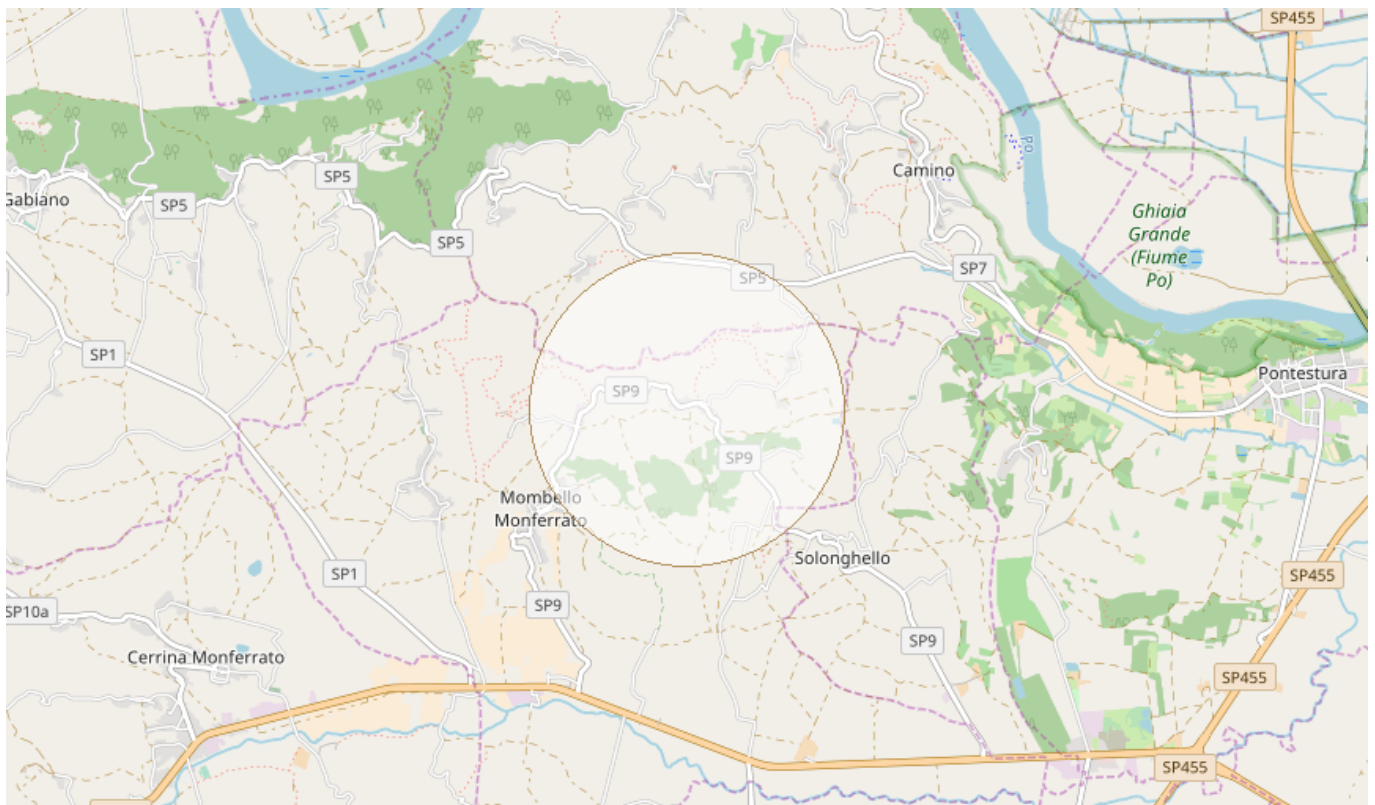 SP455
Po
Camino
SP5
Gabiano
SP5
Ghiaia
Grande
(Fiume
Po)
SP5
SP7
SP5
SP1
Pontestura
SP9
SP9
Mombello
Monferrato
Solonghello
SP1
SP455
SP9
SP10a
SP9
Cerrina Monferrato
SP455
SP455